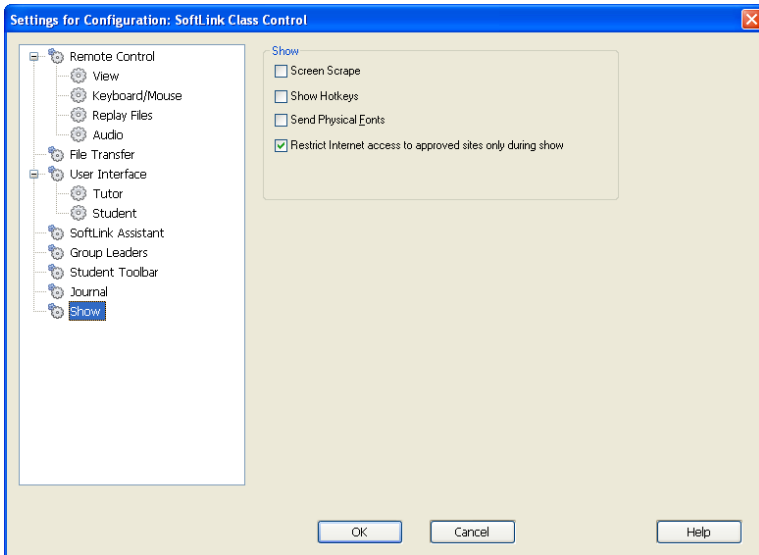 Settings for Configuration: SoftLink Class Control
Remote Control
View
Keyboard/Mouse
Replay Files
Audio
File Transfer
User Interface
Tutor
Student
SoftLink Assistant
Group Leaders
Student Toolbar
Journal
Show
Show
Screen Scrape
Show Hotkeys
Send Physical Fonts
Restrict Internet access to approved sites only during show
OK
Cancel
Help